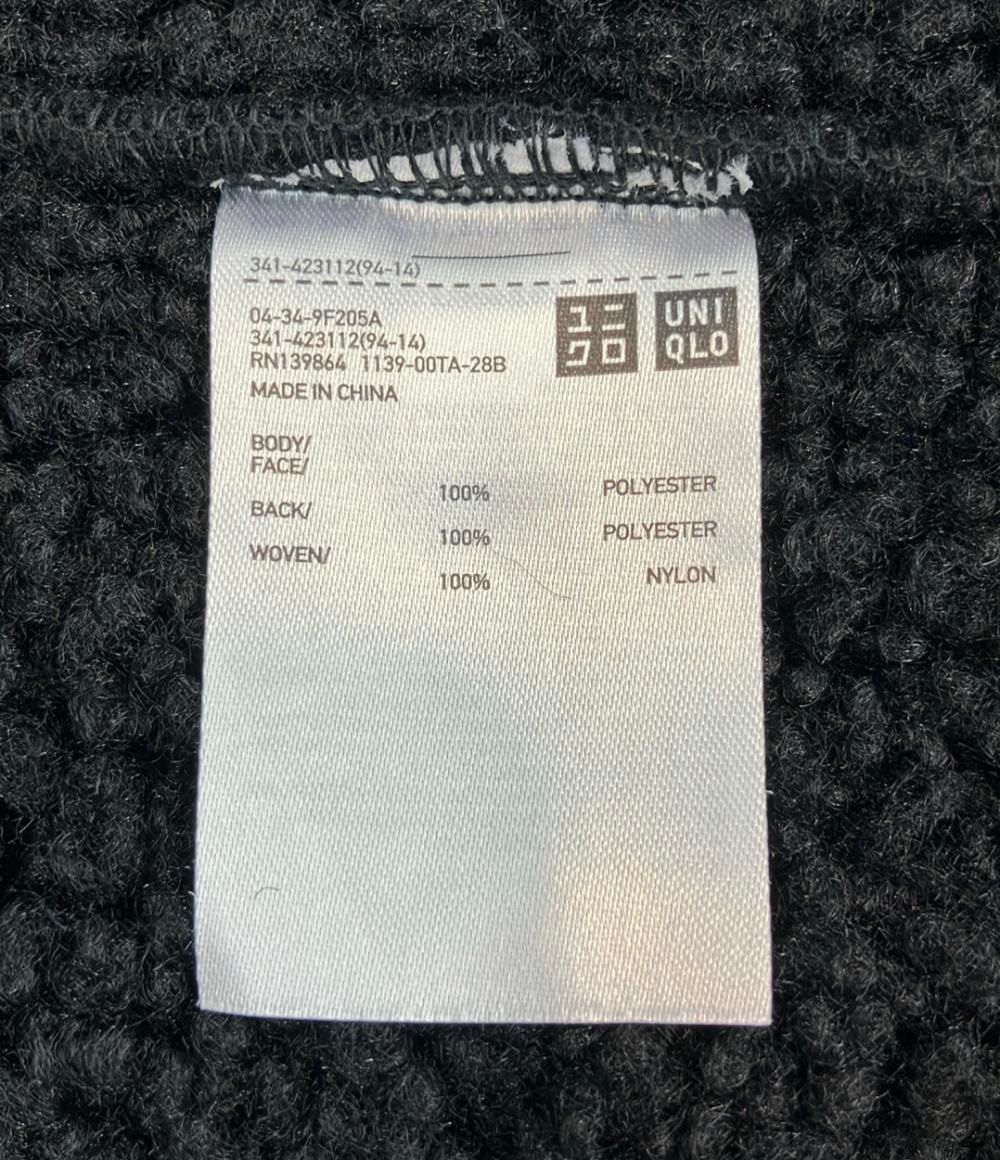 341-423112(94-14)
04-34-9F205A
341-423112(94-14)
RN139864 1139-00TA-28B
MADE IN CHINA
ユニ
クロ
UNI
QLO
BODY/
FACE/
100% POLYESTER
BACK/
100% POLYESTER
WOVEN/
100% NYLON